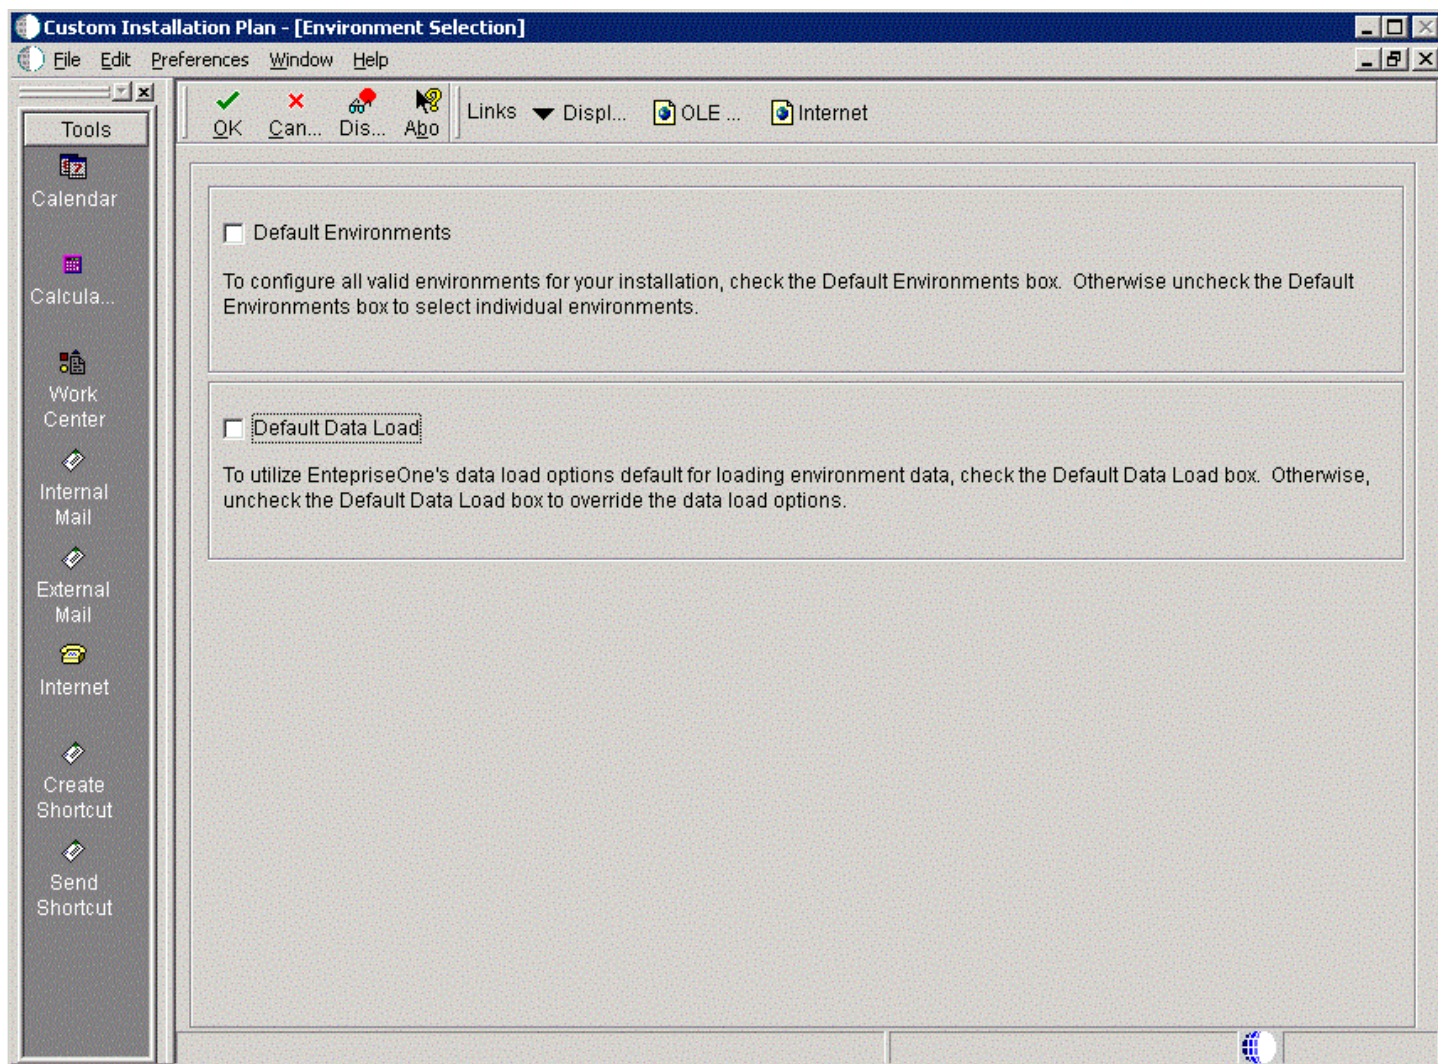 Custom Installation Plan - [Environment Selection]
File Edit Preferences Window Help
Tools
Calendar
Calcula...
Work
Center
Internal
Mail
External
Mail
Internet
Create
Shortcut
Send
Shortcut
OK Can... Dis... Abo Links Displ... OLE ... Internet
Default Environments
To configure all valid environments for your installation, check the Default Environments box. Otherwise uncheck the Default
Environments box to select individual environments.
Default Data Load
To utilize EntepriseOne's data load options default for loading environment data, check the Default Data Load box. Otherwise,
uncheck the Default Data Load box to override the data load options.